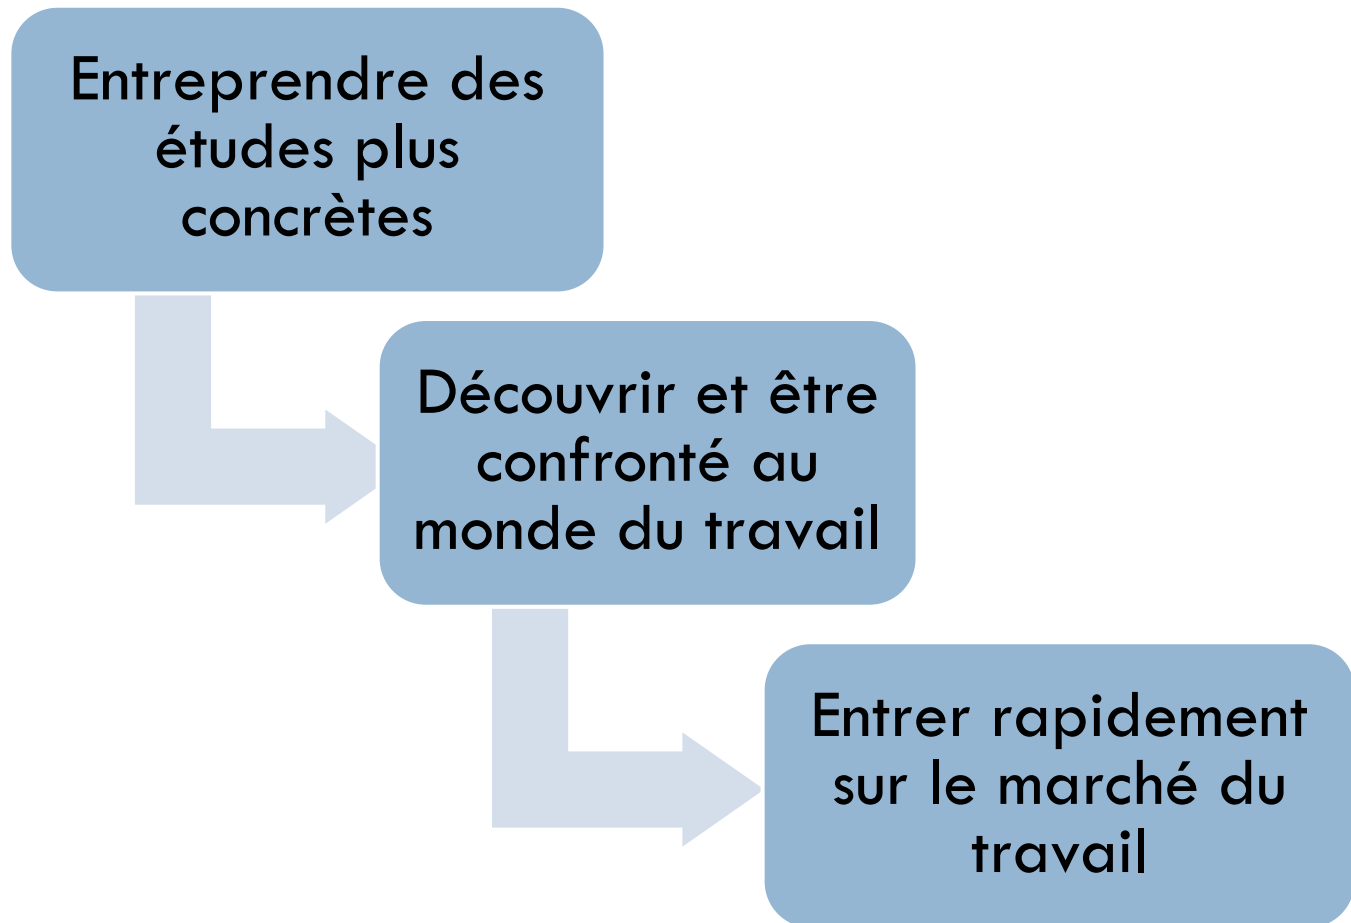 Entreprendre des
études plus
concrètes
Découvrir et être
confronté au
monde du travail
Entrer rapidement
sur le marché du
travail